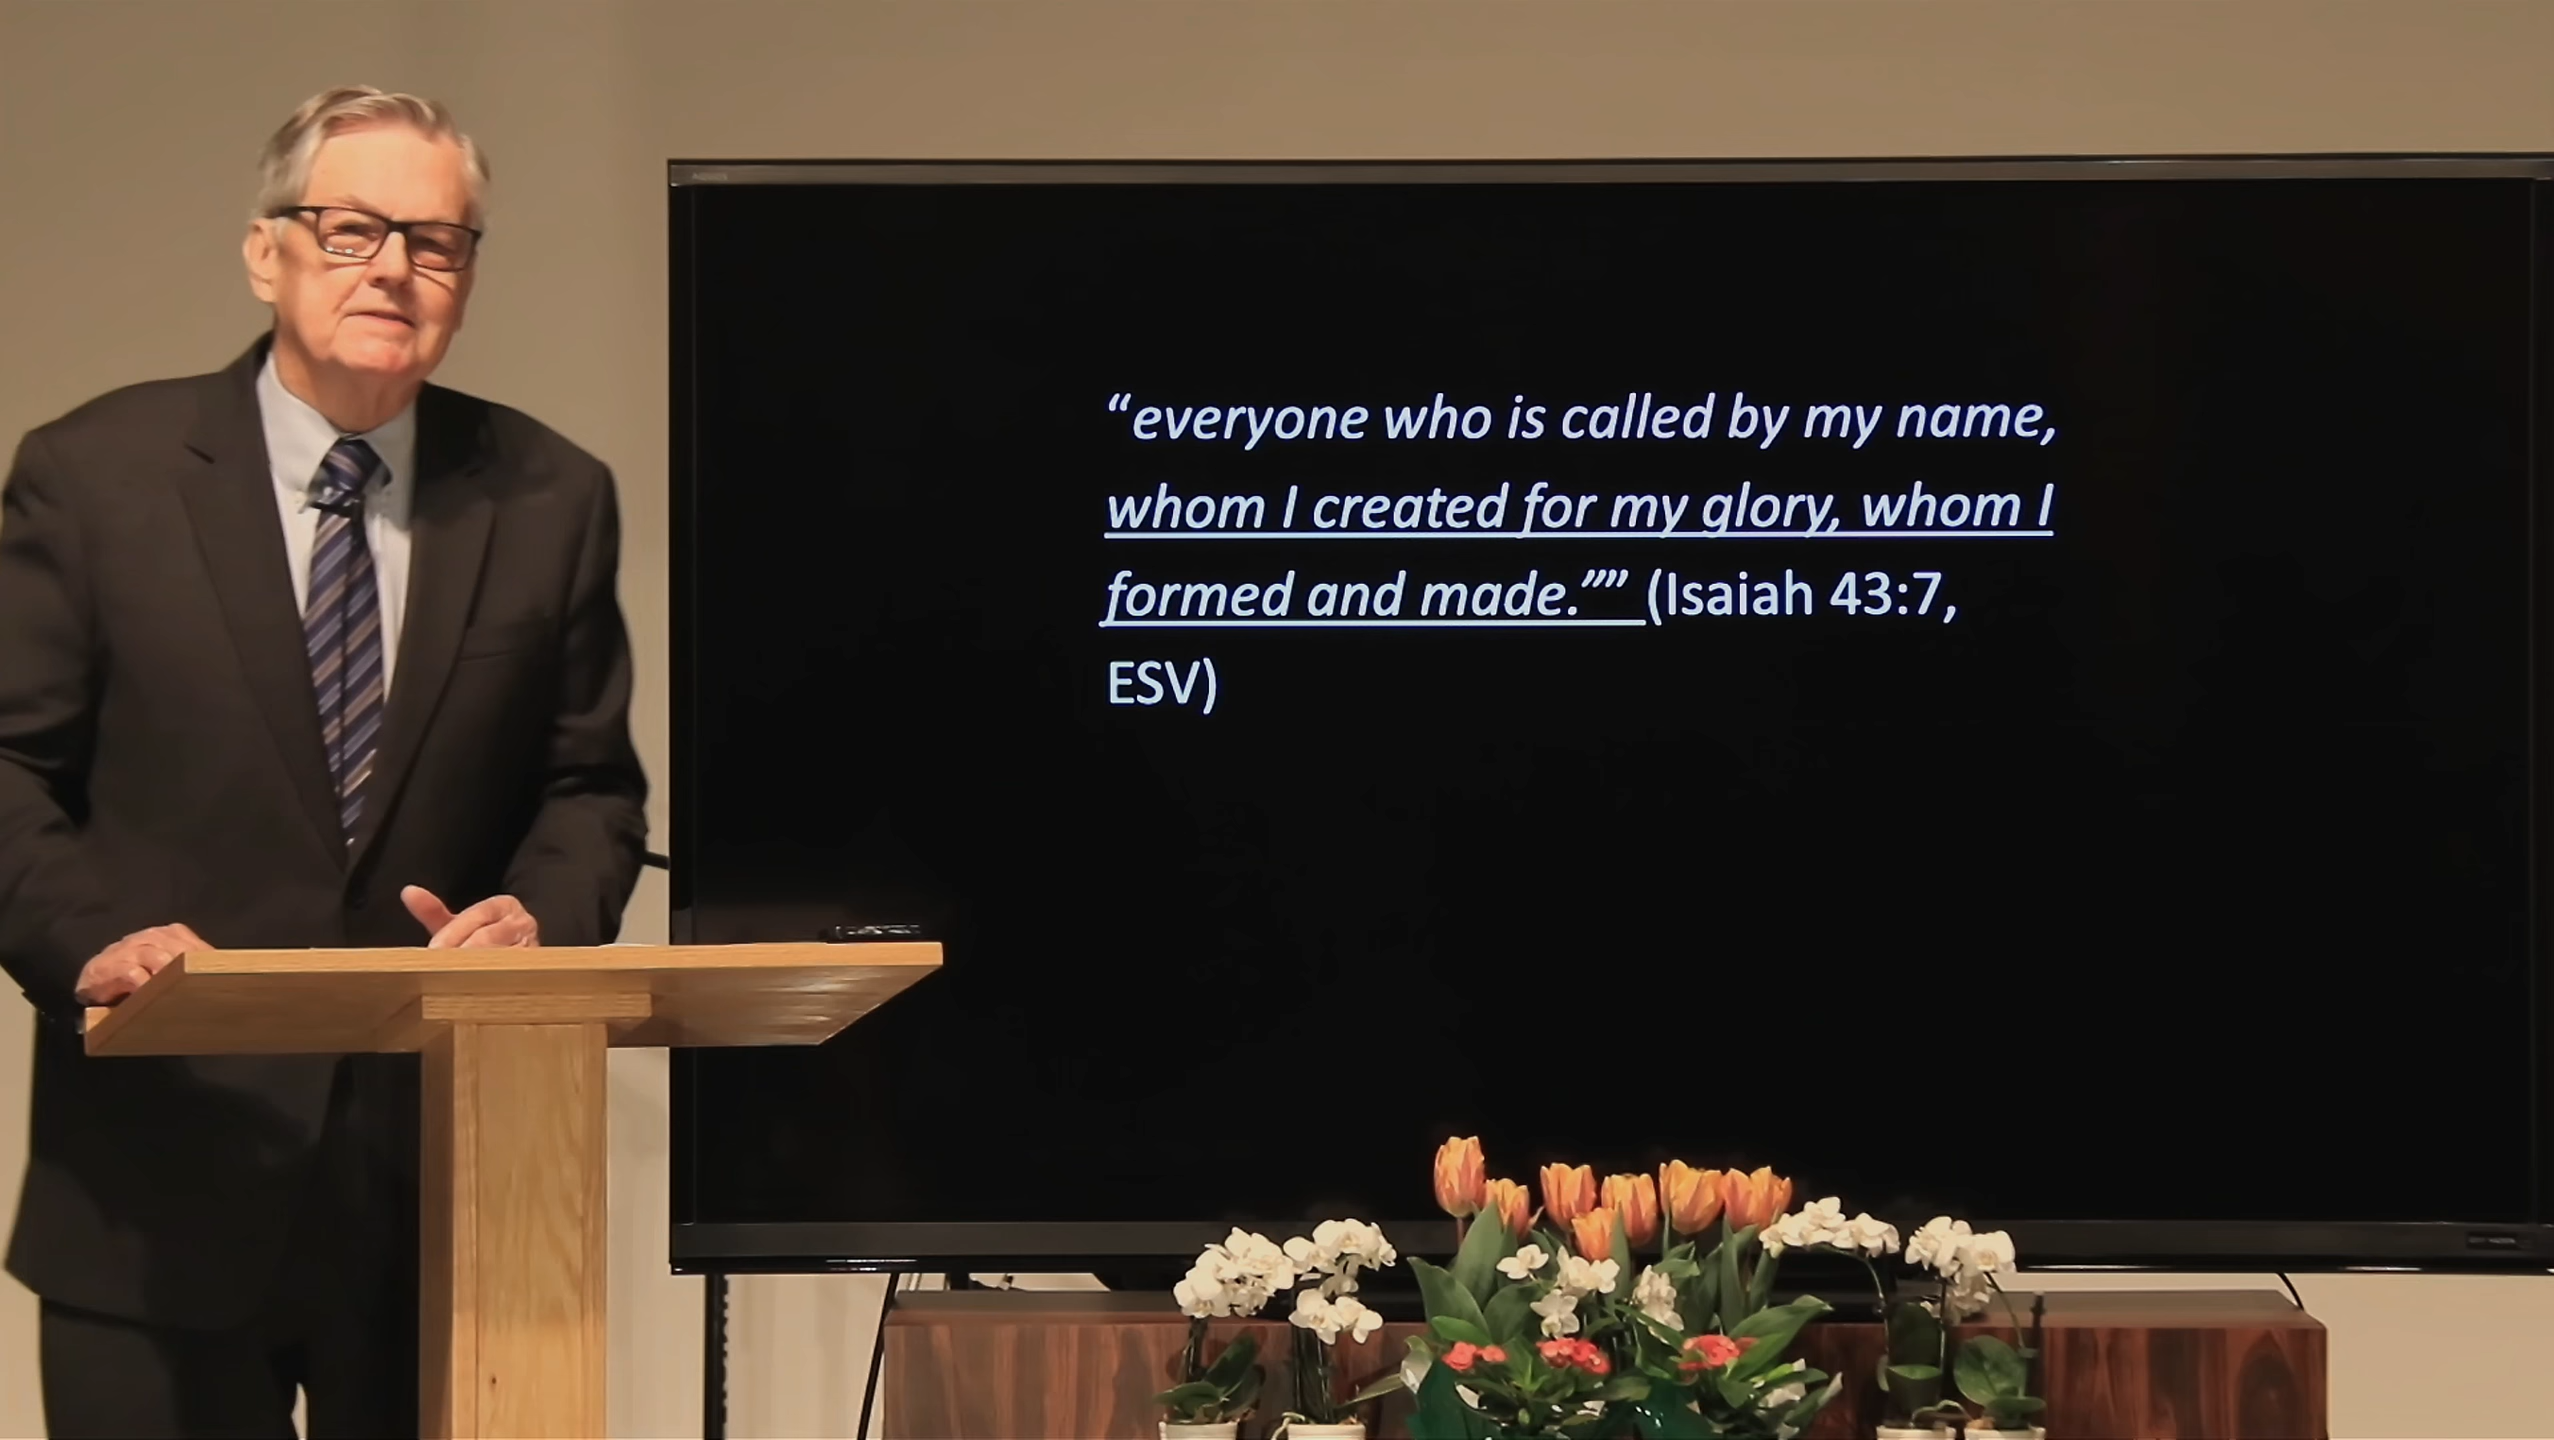 “everyone who is called by my name,
whom I created for my glory, whom I
formed and made.”” (Isaiah 43:7,
ESV)